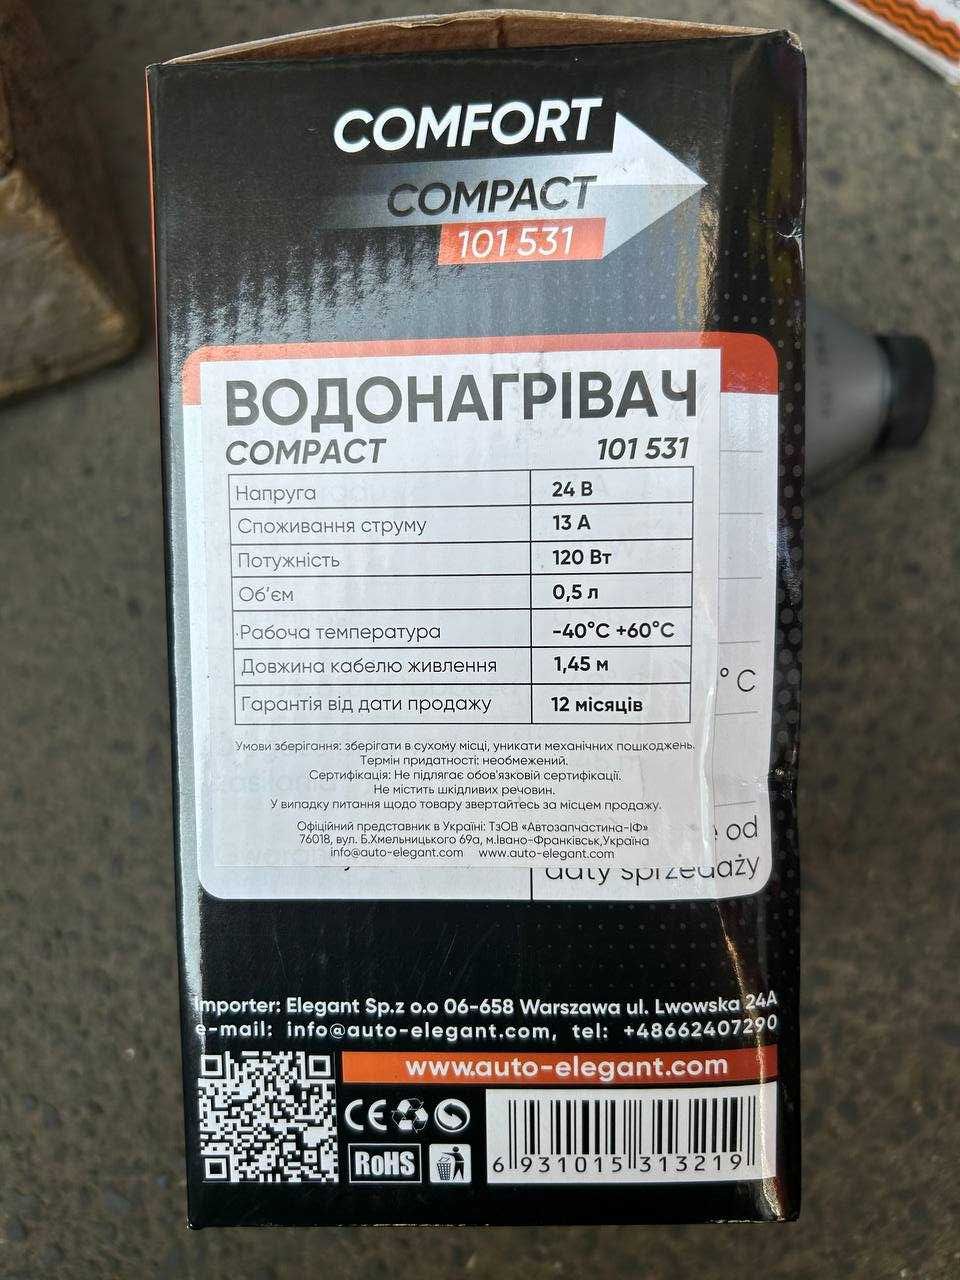 COMFORT
COMPACT
101 531
ВОДОНАГРІВАЧ
COMPACT 101 531
Напруга 24 В
Споживання струму 13 А
Потужність 120 Вт
Об'єм 0,5 л
Рабоча температура -40°C +60°C
Довжина кабелю живлення 1,45 м
° C
Гарантія від дати продажу 12 місяців
Умови зберігання: зберігати в сухому місці, уникати механічних пошкоджень.
Термін придатності: необмежений.
Сертифікація: Не підлягає обов'язковій сертифікації.
Не містить шкідливих речовин.
У випадку питання щодо товару звертайтесь за місцем продажу.
Офіційний представник в Україні: ТзОВ «Автозапчастина-ІФ»
76018, вул. Б.Хмельницького 69а, м.Івано-Франківськ,Україна
info@auto-elegant.com www.auto-elegant.com
od
daty sprzedaży
Importer: Elegant Sp.z o.o 06-658 Warszawa ul. Lwowska 24A
e-mail: info@auto-elegant.com, tel: +48662407290
www.auto-elegant.com
CE
RoHS
6 931015 313219